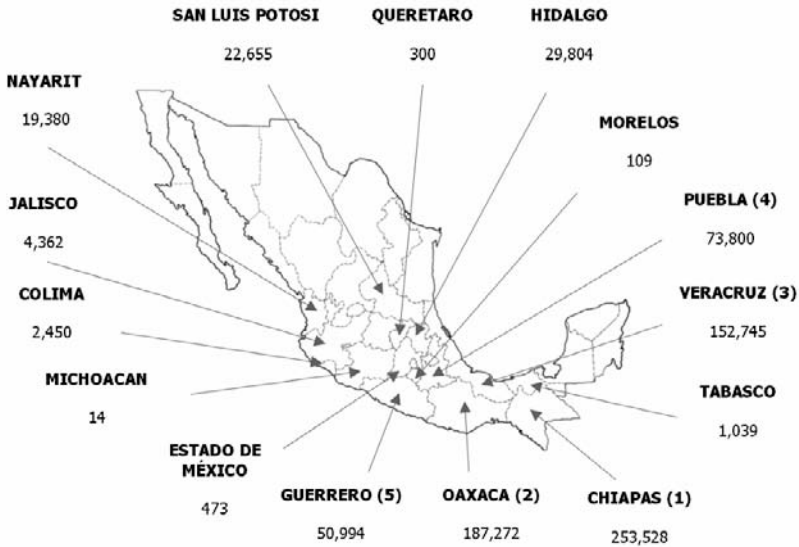 SAN LUIS POTOSI
22,655
QUERETARO
300
HIDALGO
29,804
NAYARIT
19,380
MORELOS
109
JALISCO
4,362
PUEBLA (4)
73,800
COLIMA
2,450
VERACRUZ (3)
152,745
MICHOACAN
14
TABASCO
1,039
ESTADO DE
MÉXICO
473
GUERRERO (5)
50,994
OAXACA (2)
187,272
CHIAPAS (1)
253,528